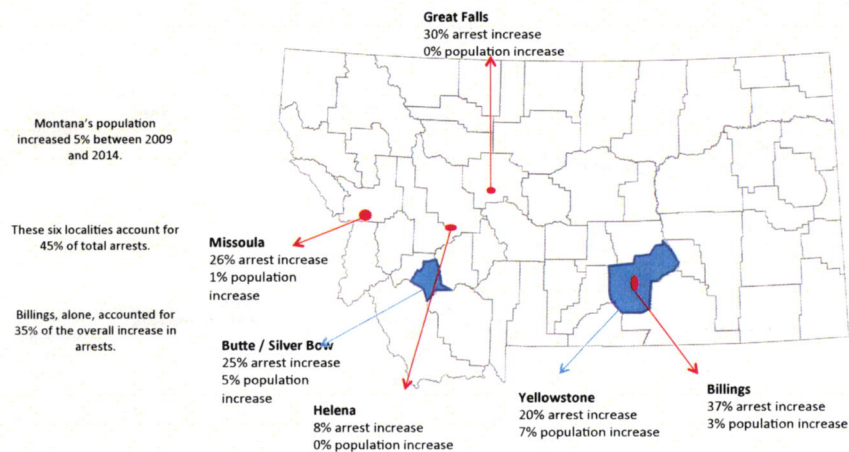 Great Falls
30% arrest increase
0% population increase
Montana's population
increased 5% between 2009
and 2014.
These six localities account for
45% of total arrests.
Billings, alone, accounted for
35% of the overall increase in
arrests.
Missoula
26% arrest increase
1% population
increase
Butte / Silver Bow
25% arrest increase
5% population
increase
Helena
8% arrest increase
0% population increase
Yellowstone
20% arrest increase
7% population increase
Billings
37% arrest increase
3% population increase